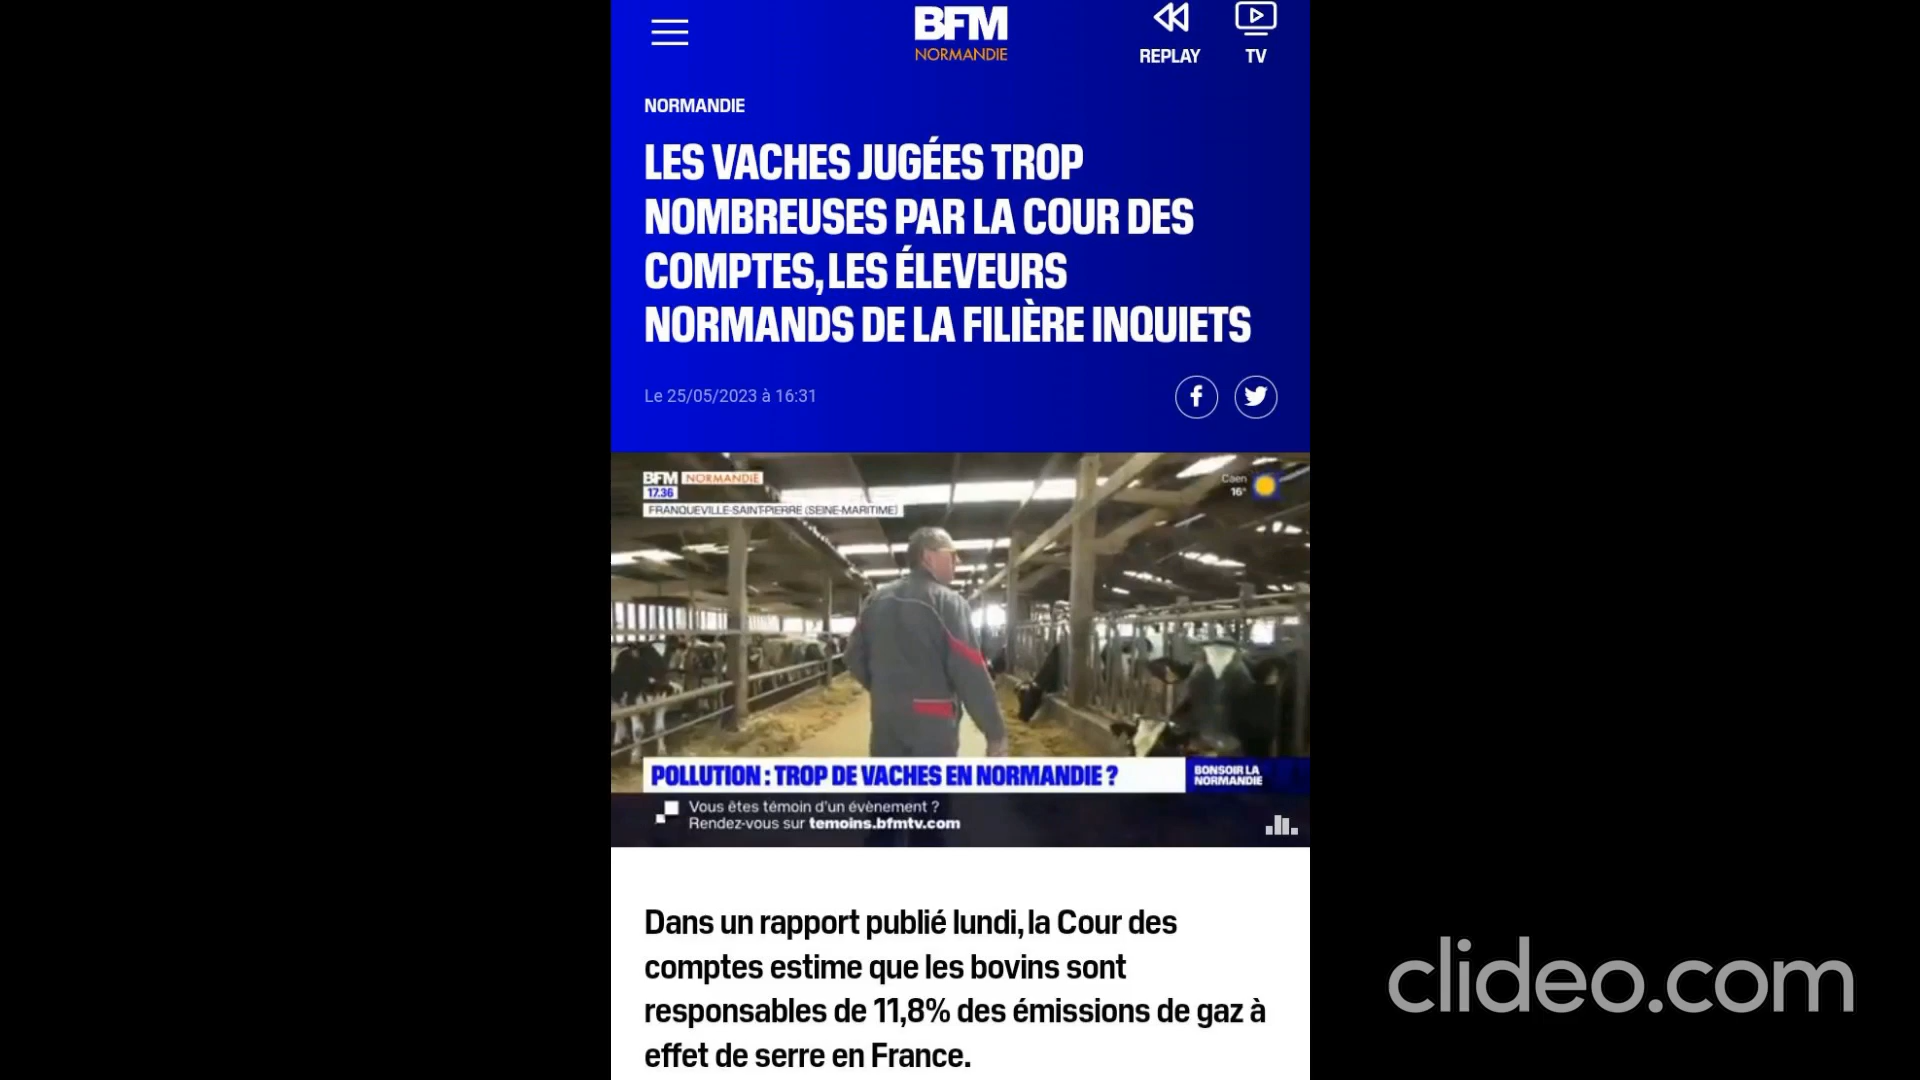 BFM
NORMANDIE
REPLAY
TV
NORMANDIE
LES VACHES JUGÉES TROP
NOMBREUSES PAR LA COUR DES
COMPTES, LES ÉLEVEURS
NORMANDS DE LA FILIÈRE INQUIETS
Le 25/05/2023 à 16:31
BFM NORMANDIE
17.36
FRANQUEVILLE-SAINT-PIERRE (SEINE-MARITIME)
Caen
16°
POLLUTION : TROP DE VACHES EN NORMANDIE ?
BONSOIR LA
NORMANDIE
Vous êtes témoin d'un évènement ?
Rendez-vous sur temoins.bfmtv.com
Dans un rapport publié lundi, la Cour des
comptes estime que les bovins sont
responsables de 11,8% des émissions de gaz à
effet de serre en France.
clideo.com